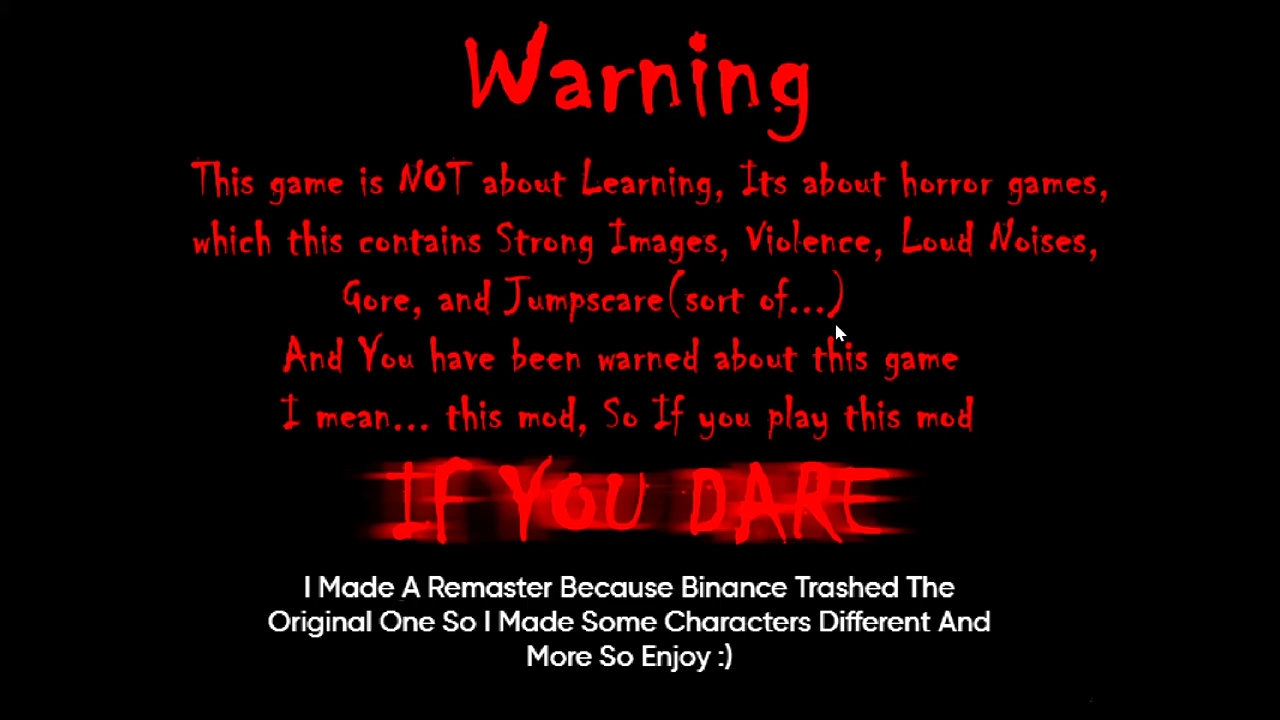 Warning
This game is NOT about Learning, Its about horror games,
which this contains Strong Images, Violence, Loud Noises,
Gore, and Jumpscare(sort of...)
And You have been warned about this game
I mean... this mod, So If you play this mod
IF YOU DARE
I Made A Remaster Because Binance Trashed The
Original One So I Made Some Characters Different And
More So Enjoy :)